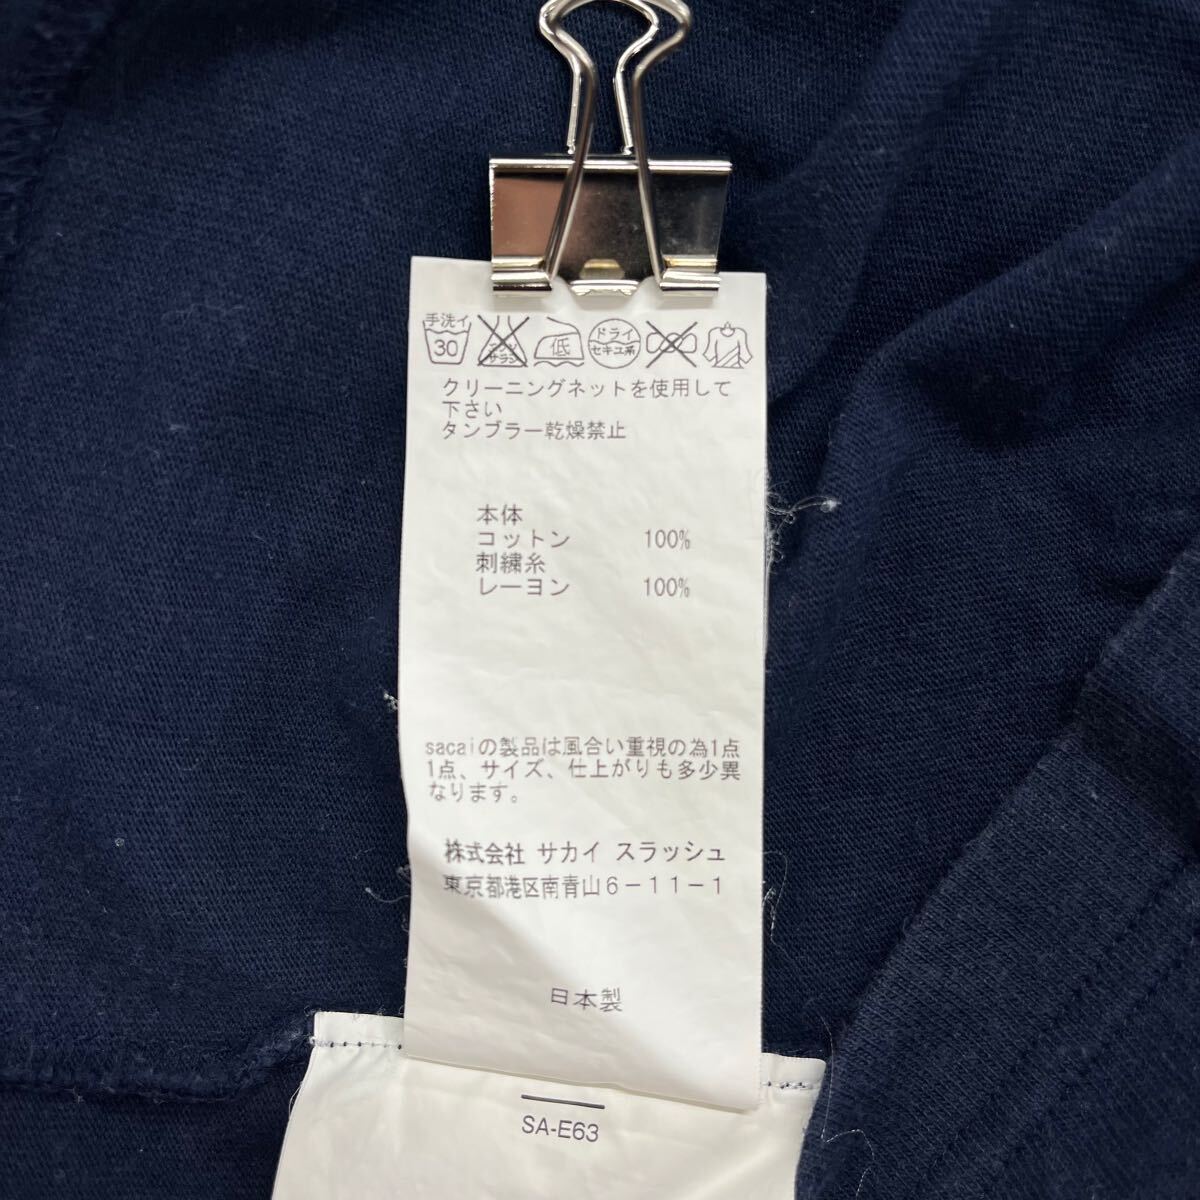 手洗イ
30
エンソ
サラシ
低
ドライ
セキユ系
クリーニングネットを使用して
下さい
タンブラー乾燥禁止
本体
コットン 100%
刺繍糸
レーヨン 100%
sacaiの製品は風合い重視の為1点
1点、サイズ、仕上がりも多少異
なります。
株式会社 サカイ スラッシュ
東京都港区南青山6-11-1
日本製
SA-E63